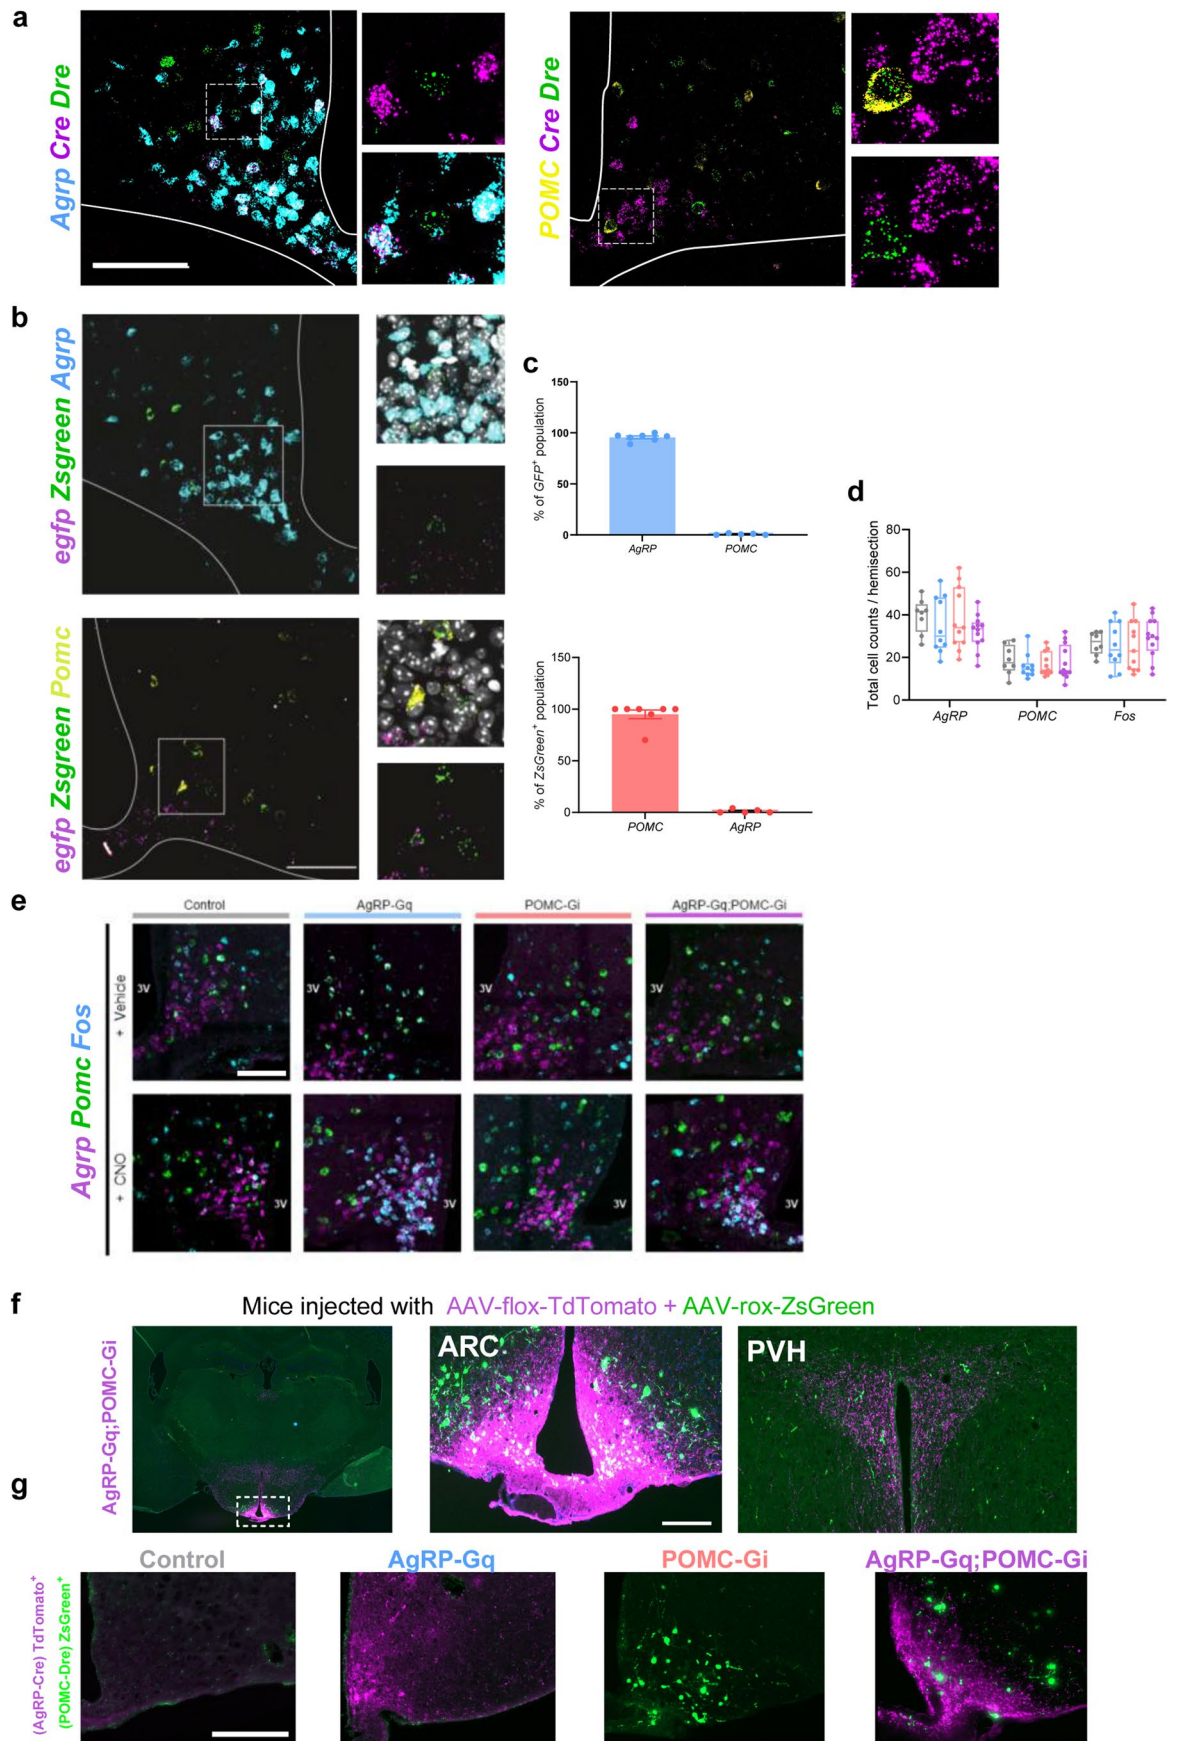 a
Agrp Cre Dre
POMC Cre Dre
b
egfp Zsgreen Agrp
egfp Zsgreen Pomc
c
% of GFP+ population
150
100
50
0
AgRP
POMC
% of ZsGreen+ population
150
100
50
0
POMC
AgRP
d
Total cell counts / hemisection
80
60
40
20
0
AgRP
POMC
Fos
e
Agrp Pomc Fos
Control
AgRP-Gq
POMC-Gi
AgRP-Gq;POMC-Gi
+ Vehicle
3V
3V
3V
3V
+ CNO
3V
3V
3V
3V
f
Mice injected with AAV-flox-TdTomato + AAV-rox-ZsGreen
AgRP-Gq;POMC-Gi
ARC
PVH
g
Control
AgRP-Gq
POMC-Gi
AgRP-Gq;POMC-Gi
(AgRP-Cre) TdTomato+
(POMC-Dre) ZsGreen+